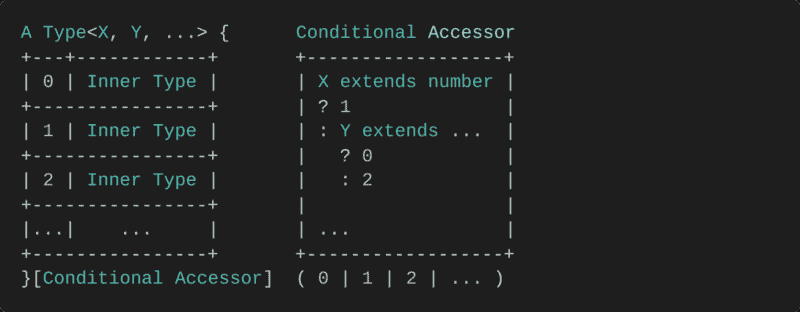 A Type<X, Y, ...> {      Conditional Accessor
+---+------------+       +------------------+
| 0 | Inner Type |       | X extends number |
+----------------+       | ? 1              |
| 1 | Inner Type |       | : Y extends ...  |
+----------------+       |   ? 0            |
| 2 | Inner Type |       |   : 2            |
+----------------+       |                  |
|...|    ...     |       | ...              |
+----------------+       +------------------+
}[Conditional Accessor]  ( 0 | 1 | 2 | ... )